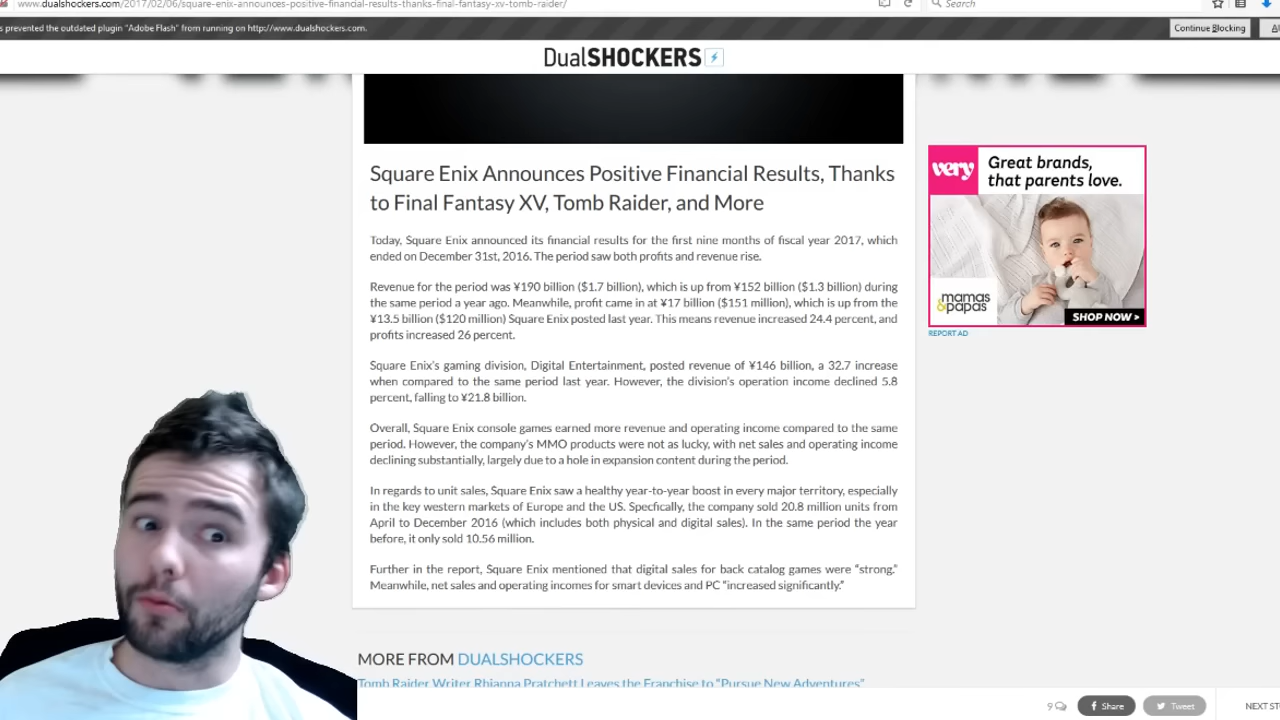 www.dualshockers.com/2017/02/06/square-enix-announces-positive-financial-results-thanks-final-fantasy-xv-tomb-raider/
Search
s prevented the outdated plugin "Adobe Flash" from running on http://www.dualshockers.com.
Continue Blocking
DualSHOCKERS
Square Enix Announces Positive Financial Results, Thanks
to Final Fantasy XV, Tomb Raider, and More
Today, Square Enix announced its financial results for the first nine months of fiscal year 2017, which
ended on December 31st, 2016. The period saw both profits and revenue rise.
Revenue for the period was ¥190 billion ($1.7 billion), which is up from ¥152 billion ($1.3 billion) during
the same period a year ago. Meanwhile, profit came in at ¥17 billion ($151 million), which is up from the
¥13.5 billion ($120 million) Square Enix posted last year. This means revenue increased 24.4 percent, and
profits increased 26 percent.
Square Enix's gaming division, Digital Entertainment, posted revenue of ¥146 billion, a 32.7 increase
when compared to the same period last year. However, the division's operation income declined 5.8
percent, falling to ¥21.8 billion.
Overall, Square Enix console games earned more revenue and operating income compared to the same
period. However, the company's MMO products were not as lucky, with net sales and operating income
declining substantially, largely due to a hole in expansion content during the period.
In regards to unit sales, Square Enix saw a healthy year-to-year boost in every major territory, especially
in the key western markets of Europe and the US. Specfically, the company sold 20.8 million units from
April to December 2016 (which includes both physical and digital sales). In the same period the year
before, it only sold 10.56 million.
Further in the report, Square Enix mentioned that digital sales for back catalog games were "strong."
Meanwhile, net sales and operating incomes for smart devices and PC "increased significantly."
very
Great brands,
that parents love.
mamas
&papas
SHOP NOW >
REPORT AD
MORE FROM DUALSHOCKERS
Tomb Raider Writer Rhianna Pratchett Leaves the Franchise to "Pursue New Adventures"
9
Share
Tweet
NEXT ST